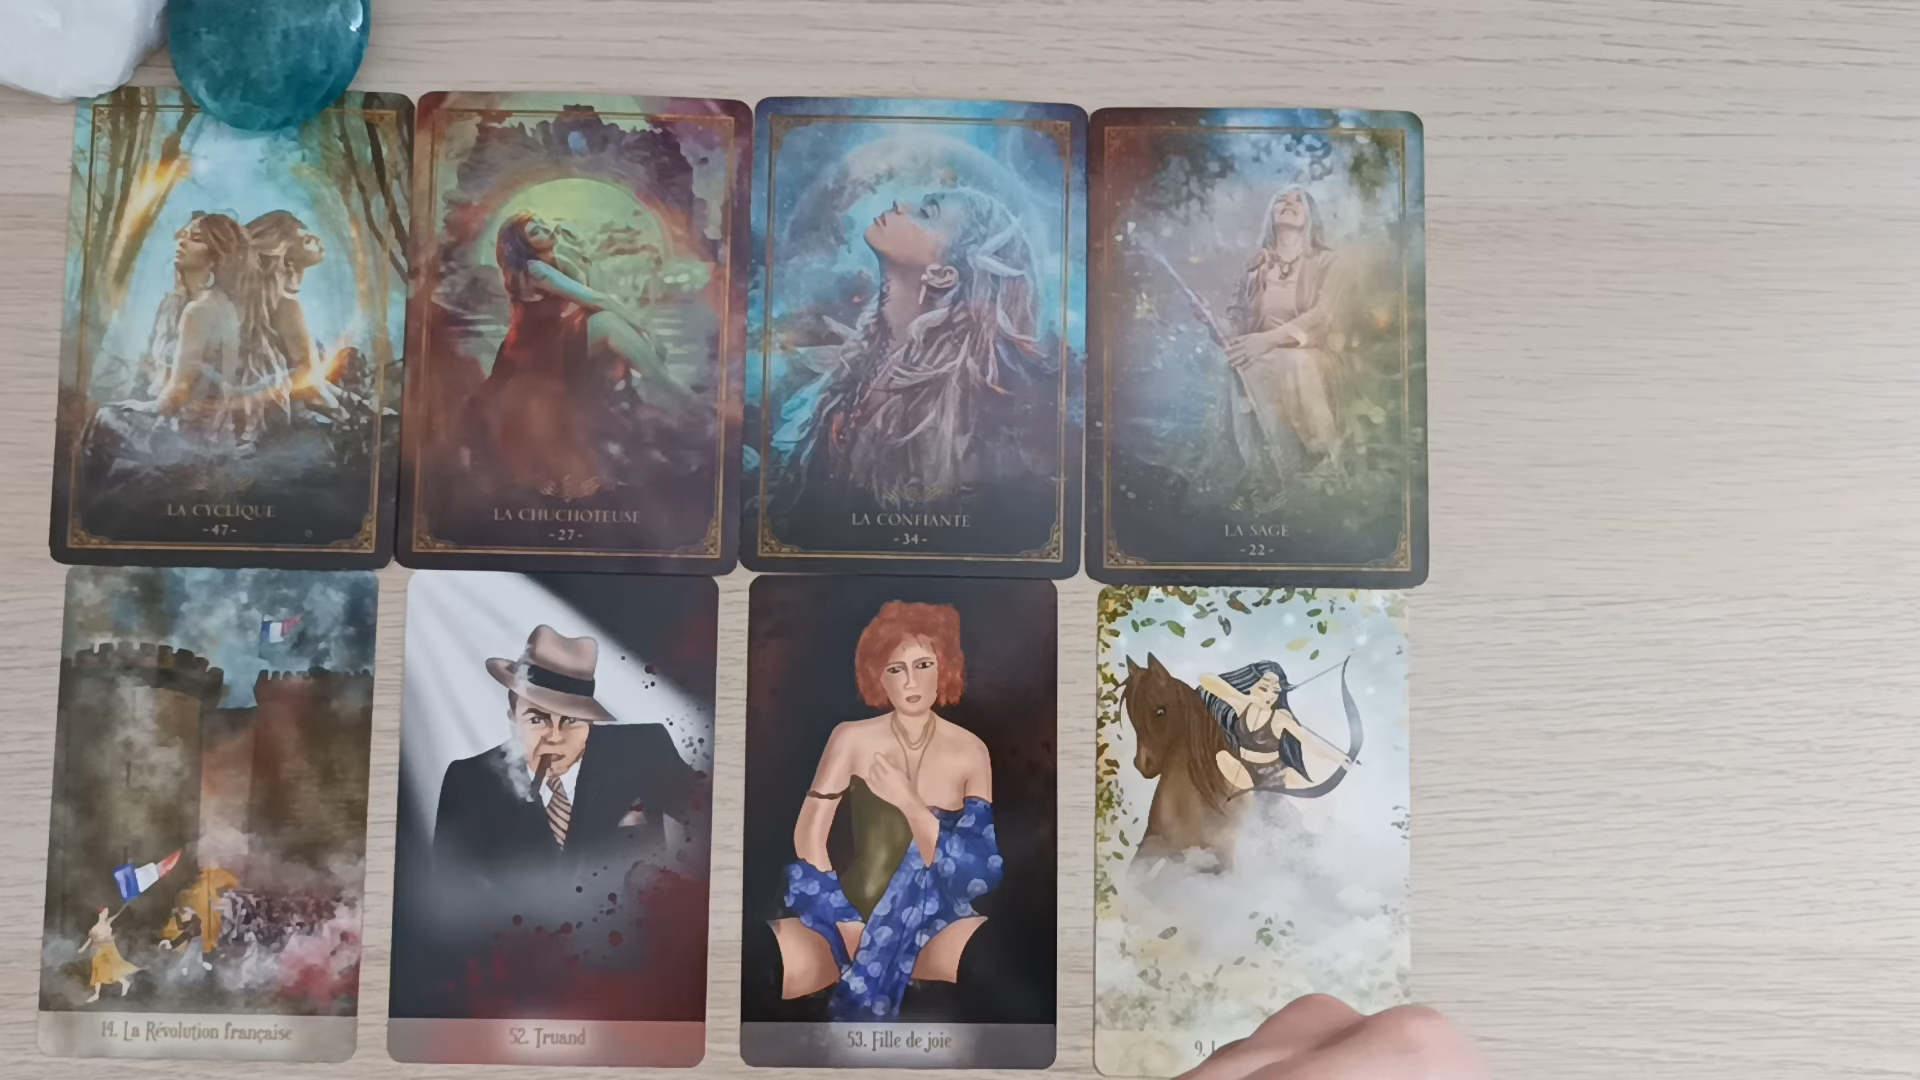 LA CYCLIQUE
-47-
LA CHUCHOTEUSE
-27-
LA CONFIANTE
-34-
LA SAGE
-22-
14. La Révolution française
52. Truand
53. Fille de joie
9.